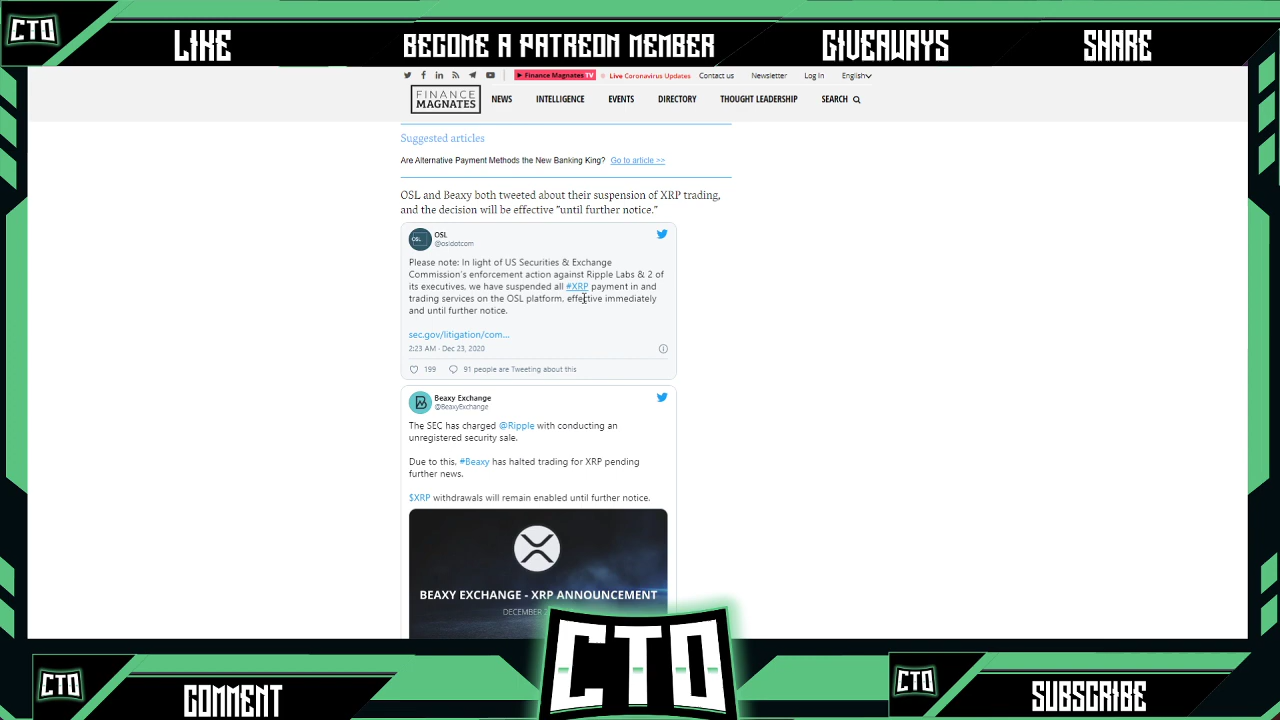 CTO
LIKE
BECOME A PATREON MEMBER
GIVEAWAYS
SHARE
Finance Magnates TV
Live Coronavirus Updates
Contact us
Newsletter
Log In
English
FINANCE
MAGNATES
NEWS
INTELLIGENCE
EVENTS
DIRECTORY
THOUGHT LEADERSHIP
SEARCH
Suggested articles
Are Alternative Payment Methods the New Banking King? Go to article >>
OSL and Beaxy both tweeted about their suspension of XRP trading,
and the decision will be effective "until further notice."
OSL
OSL
@osldotcom
Please note: In light of US Securities & Exchange
Commission's enforcement action against Ripple Labs & 2 of
its executives, we have suspended all #XRP payment in and
trading services on the OSL platform, effective immediately
and until further notice.
sec.gov/litigation/com...
2:23 AM · Dec 23, 2020
199
91 people are Tweeting about this
Beaxy Exchange
@BeaxyExchange
The SEC has charged @Ripple with conducting an
unregistered security sale.
Due to this, #Beaxy has halted trading for XRP pending
further news.
$XRP withdrawals will remain enabled until further notice.
BEAXY EXCHANGE - XRP ANNOUNCEMENT
DECEMBER
CTO
CTO
COMMENT
CTO
SUBSCRIBE